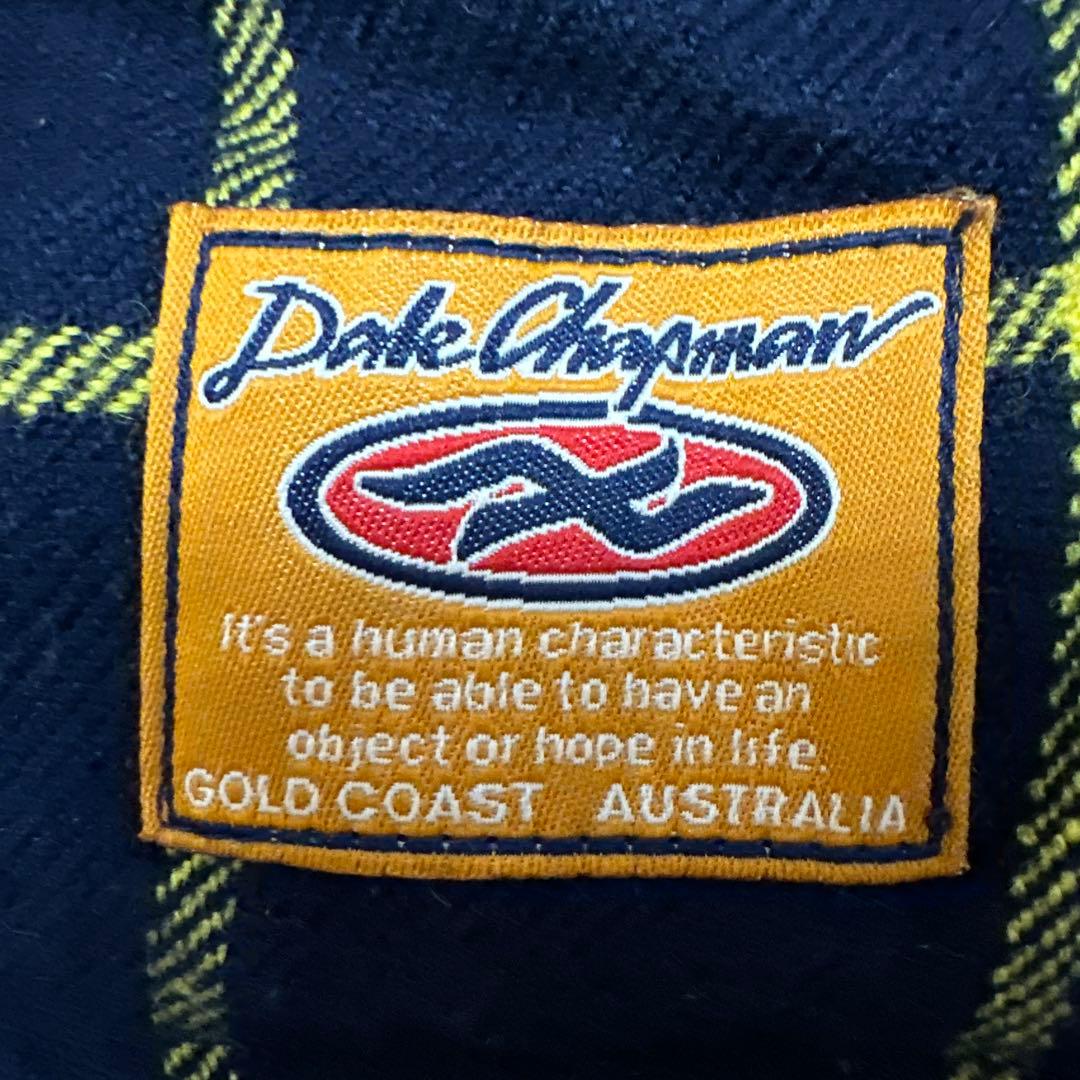 Dale Chapman
It's a human characteristic
to be able to have an
object or hope in life.
GOLD COAST AUSTRALIA